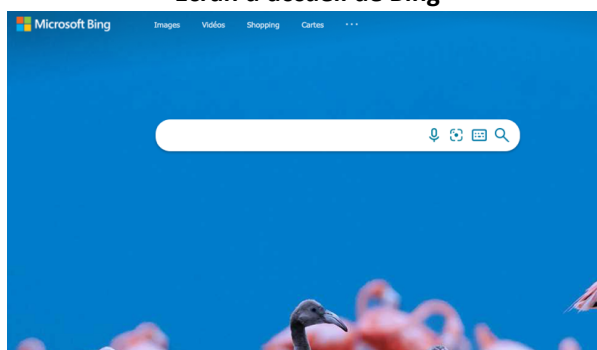 Écran d'accueil de Bing
Microsoft Bing Images Vidéos Shopping Cartes ...